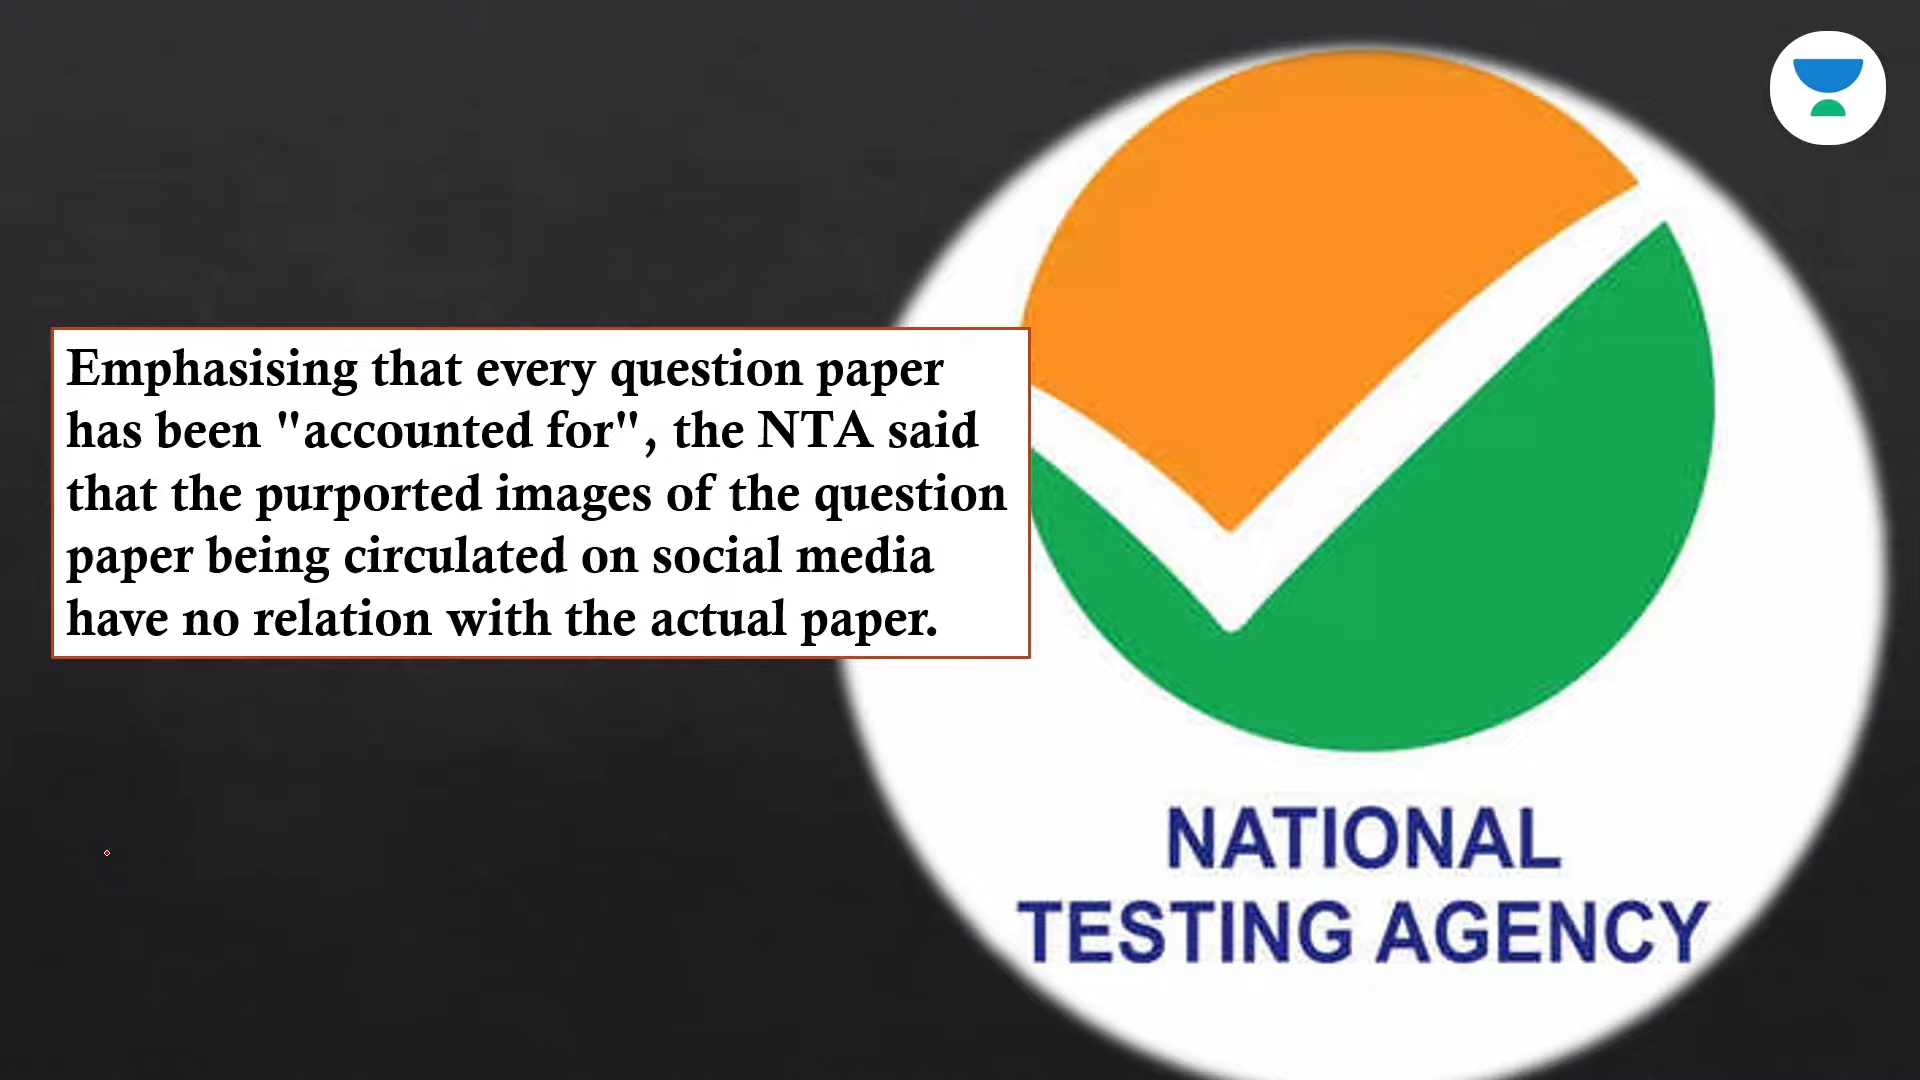 Emphasising that every question paper
has been "accounted for", the NTA said
that the purported images of the question
paper being circulated on social media
have no relation with the actual paper.
NATIONAL
TESTING AGENCY